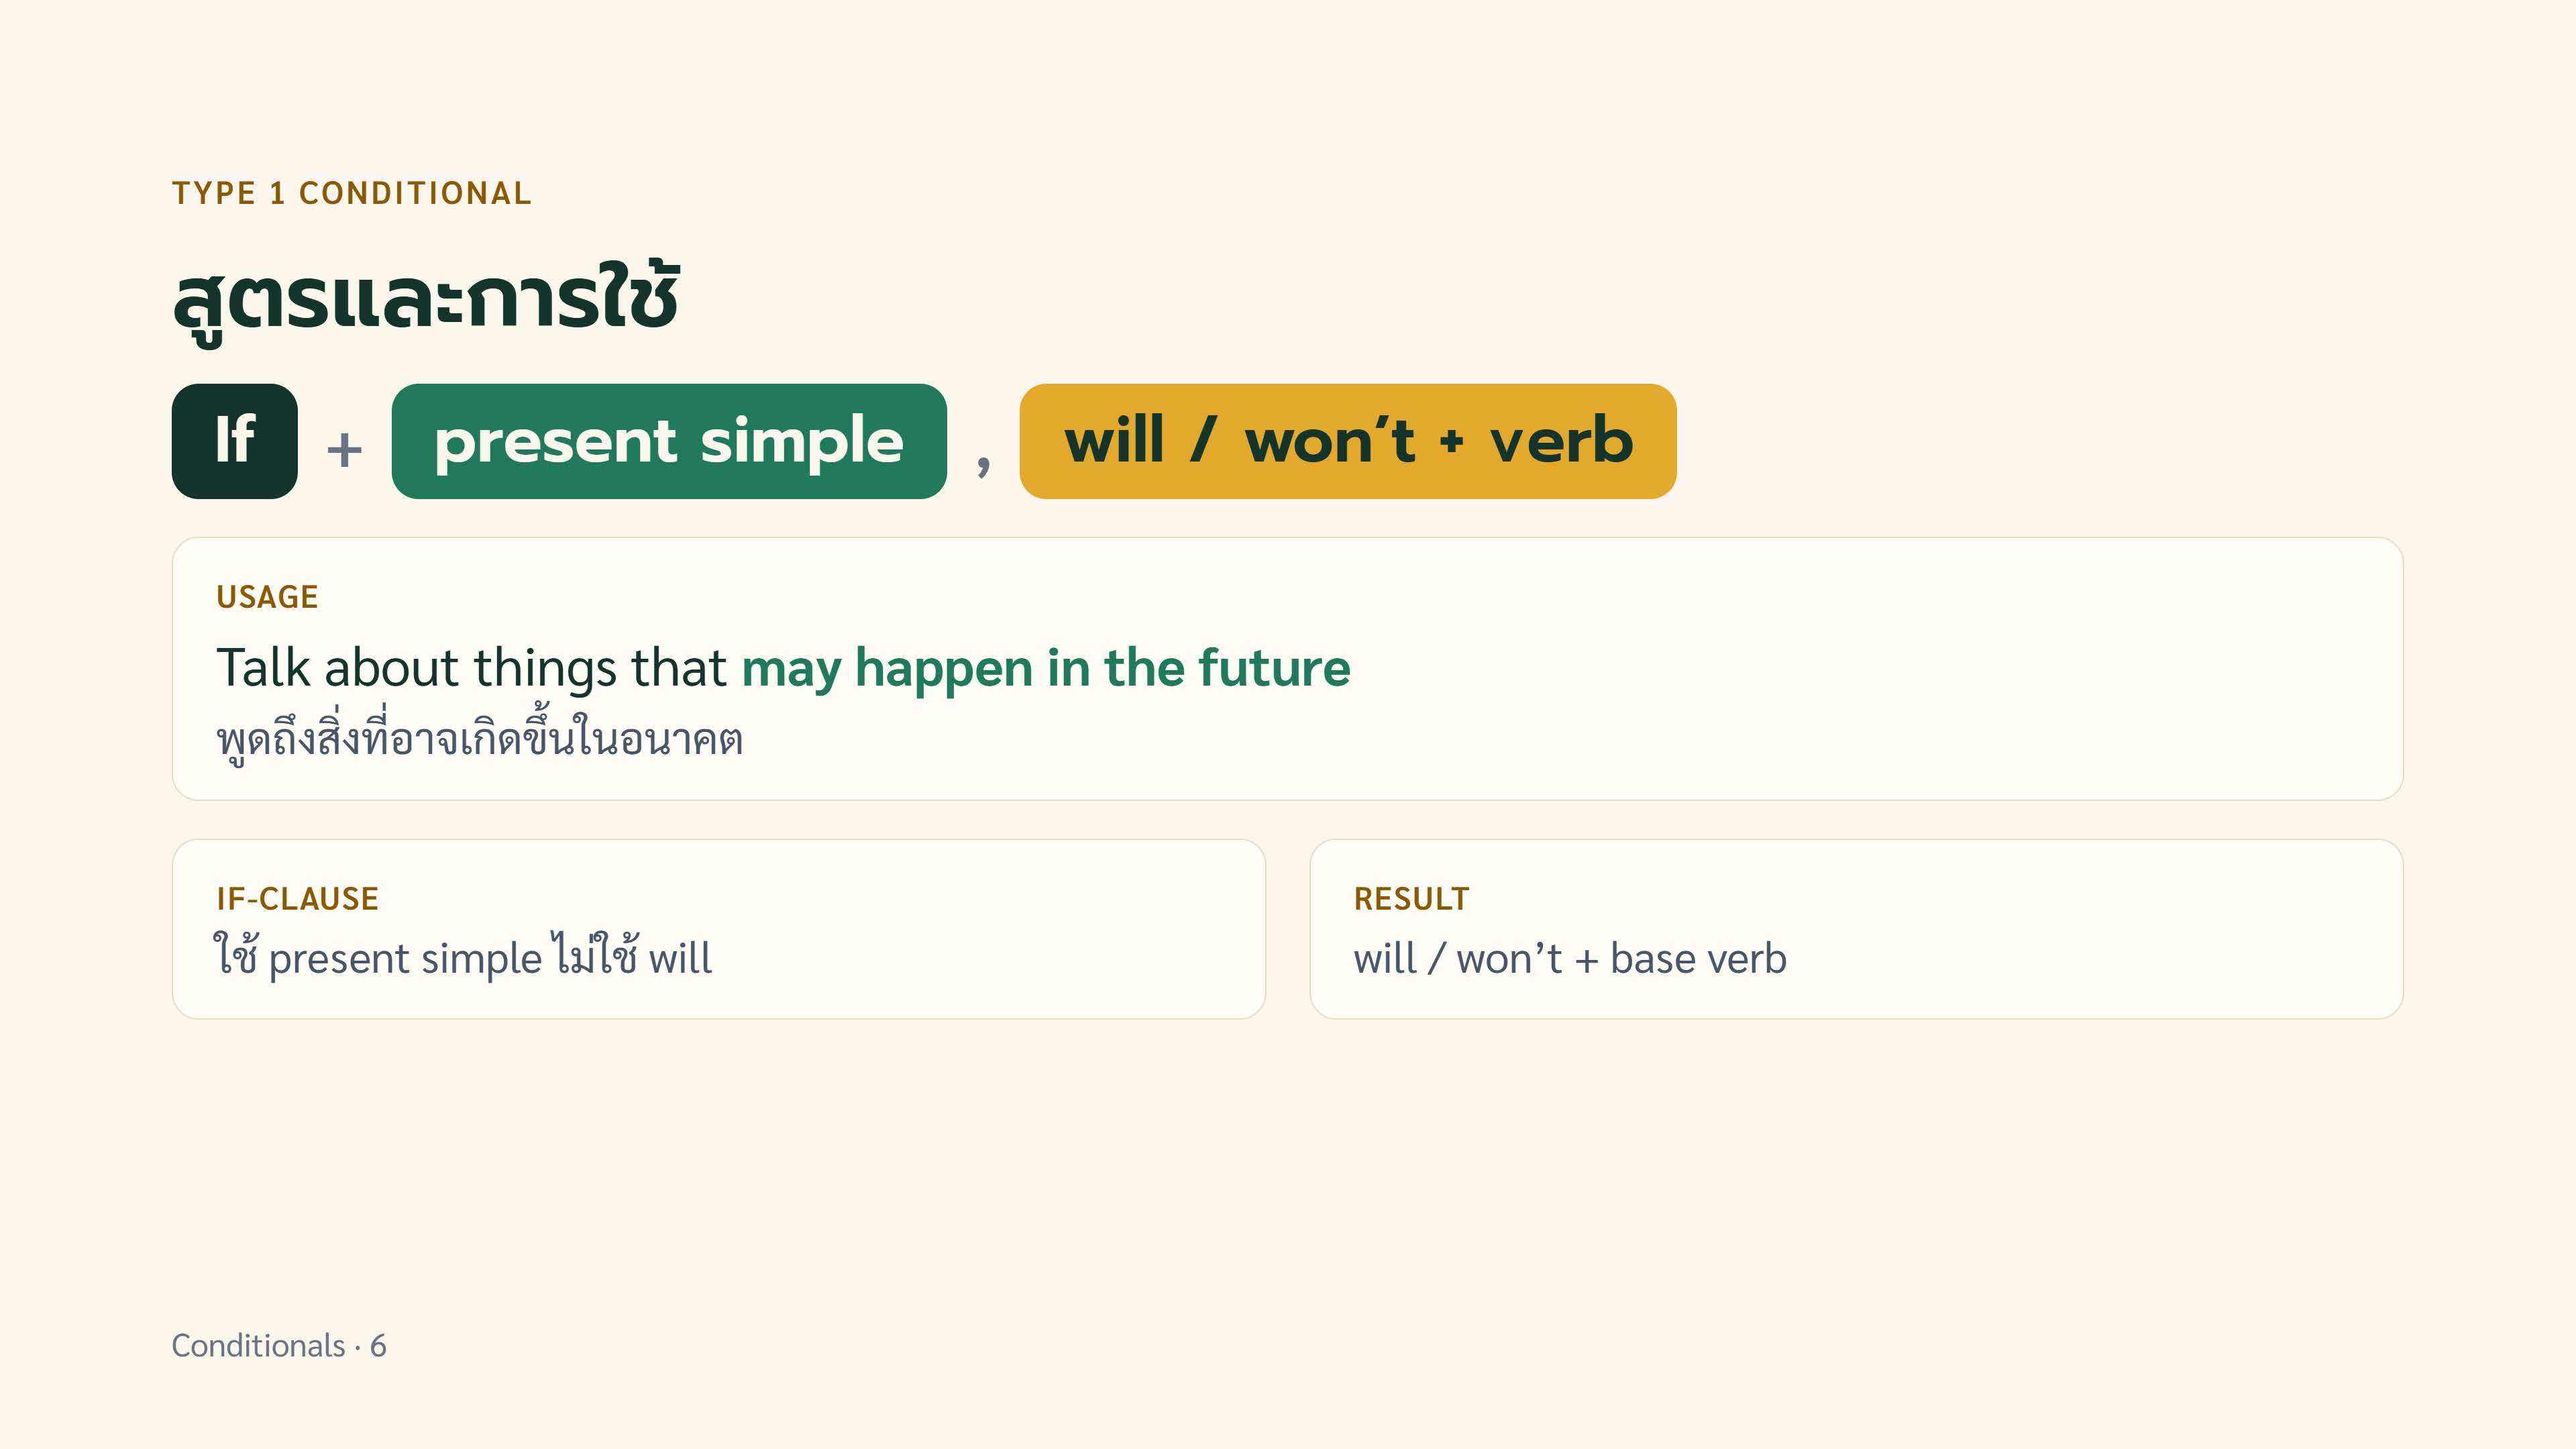 TYPE 1 CONDITIONAL
สูตรและการใช้
If + present simple , will / won’t + verb
USAGE
Talk about things that may happen in the future
พูดถึงสิ่งที่อาจเกิดขึ้นในอนาคต
IF-CLAUSE
ใช้ present simple ไม่ใช้ will
RESULT
will / won’t + base verb
Conditionals · 6